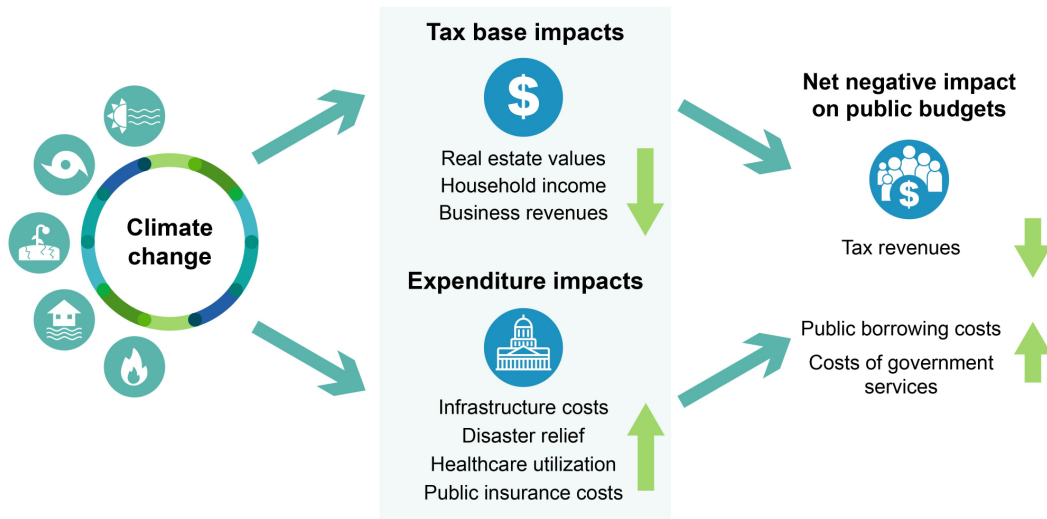 Climate
change
Tax base impacts
$
Real estate values
Household income
Business revenues
Expenditure impacts
Infrastructure costs
Disaster relief
Healthcare utilization
Public insurance costs
Net negative impact
on public budgets
$
Tax revenues
Public borrowing costs
Costs of government
services